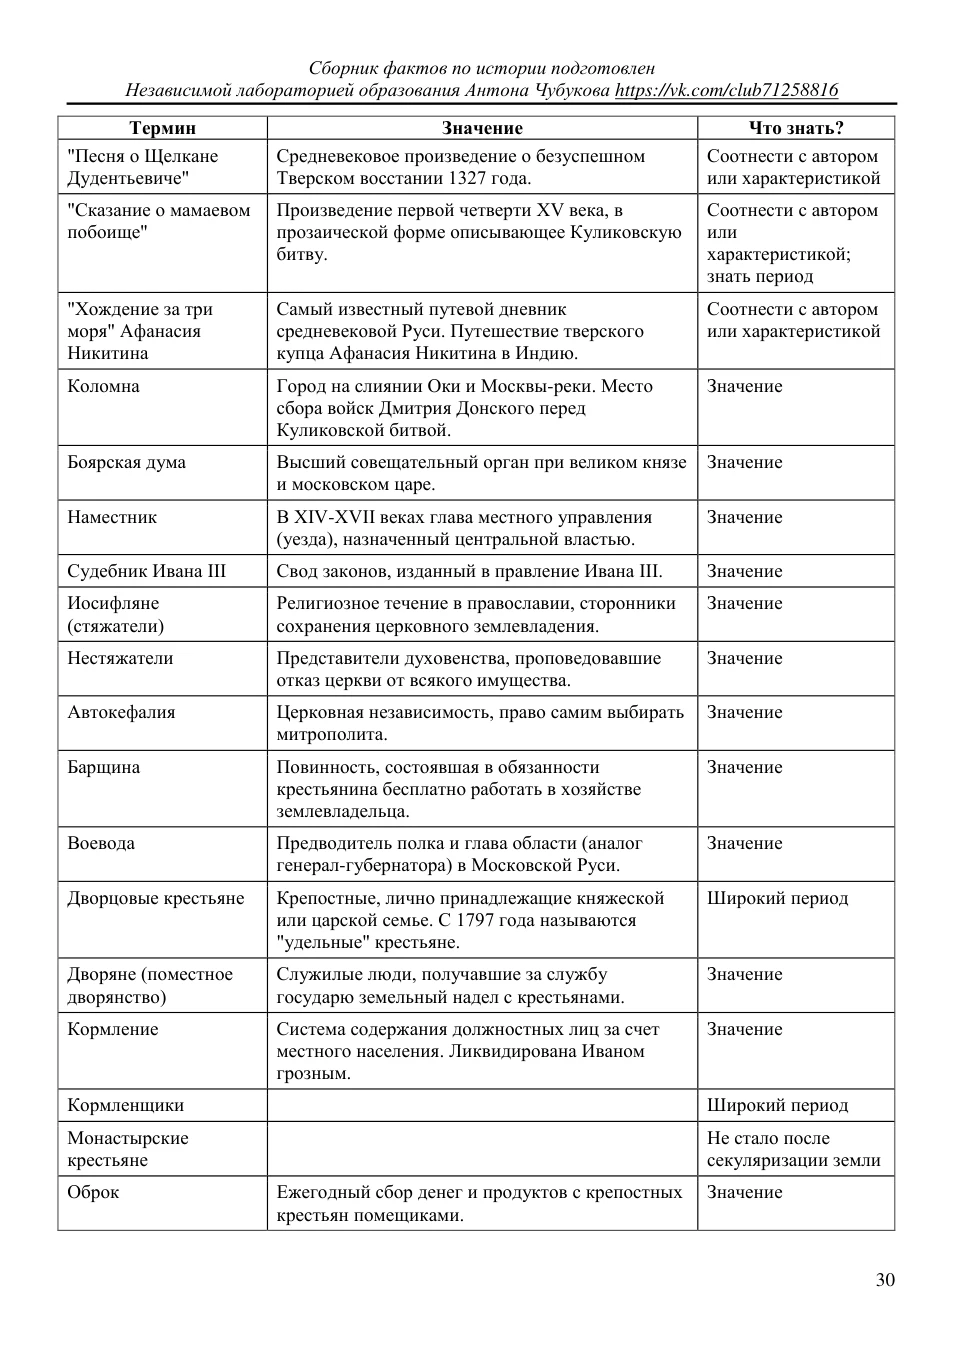 Сборник фактов по истории подготовлен
Независимой лабораторией образования Антона Чубукова https://vk.com/club71258816
Термин Значение Что знать?
"Песня о Щелкане Средневековое произведение о безуспешном Соотнести с автором
Дудентьевиче" Тверском восстании 1327 года. или характеристикой
"Сказание о мамаевом Произведение первой четверти XV века, в Соотнести с автором
побоище" прозаической форме описывающее Куликовскую или
битву. характеристикой;
знать период
"Хождение за три Самый известный путевой дневник Соотнести с автором
моря" Афанасия средневековой Руси. Путешествие тверского или характеристикой
Никитина купца Афанасия Никитина в Индию.
Коломна Город на слиянии Оки и Москвы-реки. Место Значение
сбора войск Дмитрия Донского перед
Куликовской битвой.
Боярская дума Высший совещательный орган при великом князе Значение
и московском царе.
Наместник В XIV-XVII веках глава местного управления Значение
(уезда), назначенный центральной властью.
Судебник Ивана III Свод законов, изданный в правление Ивана III. Значение
Иосифляне Религиозное течение в православии, сторонники Значение
(стяжатели) сохранения церковного землевладения.
Нестяжатели Представители духовенства, проповедовавшие Значение
отказ церкви от всякого имущества.
Автокефалия Церковная независимость, право самим выбирать Значение
митрополита.
Барщина Повинность, состоявшая в обязанности Значение
крестьянина бесплатно работать в хозяйстве
землевладельца.
Воевода Предводитель полка и глава области (аналог Значение
генерал-губернатора) в Московской Руси.
Дворцовые крестьяне Крепостные, лично принадлежащие княжеской Широкий период
или царской семье. С 1797 года называются
"удельные" крестьяне.
Дворяне (поместное Служилые люди, получавшие за службу Значение
дворянство) государю земельный надел с крестьянами.
Кормление Система содержания должностных лиц за счет Значение
местного населения. Ликвидирована Иваном
грозным.
Кормленщики Широкий период
Монастырские Не стало после
крестьяне секуляризации земли
Оброк Ежегодный сбор денег и продуктов с крепостных Значение
крестьян помещиками.
30